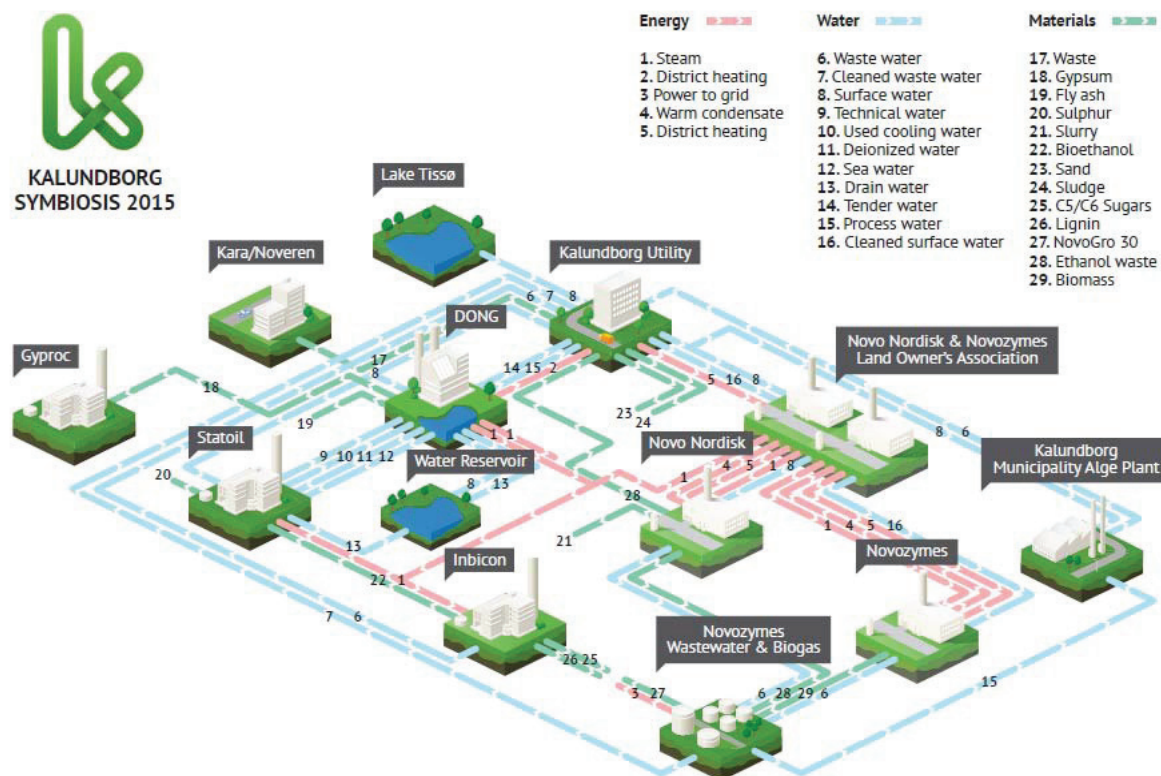 KALUNDBORG
SYMBIOSIS 2015
Energy
1. Steam
2. District heating
3 Power to grid
4. Warm condensate
5. District heating
Water
6. Waste water
7. Cleaned waste water
8. Surface water
9. Technical water
10. Used cooling water
11. Deionized water
12. Sea water
13. Drain water
14. Tender water
15. Process water
16. Cleaned surface water
Materials
17. Waste
18. Gypsum
19. Fly ash
20. Sulphur
21. Slurry
22. Bioethanol
23. Sand
24. Sludge
25. C5/C6 Sugars
26. Lignin
27. NovoGro 30
28. Ethanol waste
29. Biomass
Lake Tissø
Kara/Noveren
Kalundborg Utility
6 7 8
DONG
Gyproc
17
8
18
14 15 2
Novo Nordisk & Novozymes
Land Owner's Association
5 16 8
19
23
24
Statoil
9 10 11 12
1 1
Water Reservoir
Novo Nordisk
8 6
Kalundborg
Municipality Alge Plant
20
8 13
1 4 5 1 8
28
21
13
1 4 5 16
Inbicon
Novozymes
22 1
7 6
Novozymes
Wastewater & Biogas
26 25
3 27
6 28 29 6
15